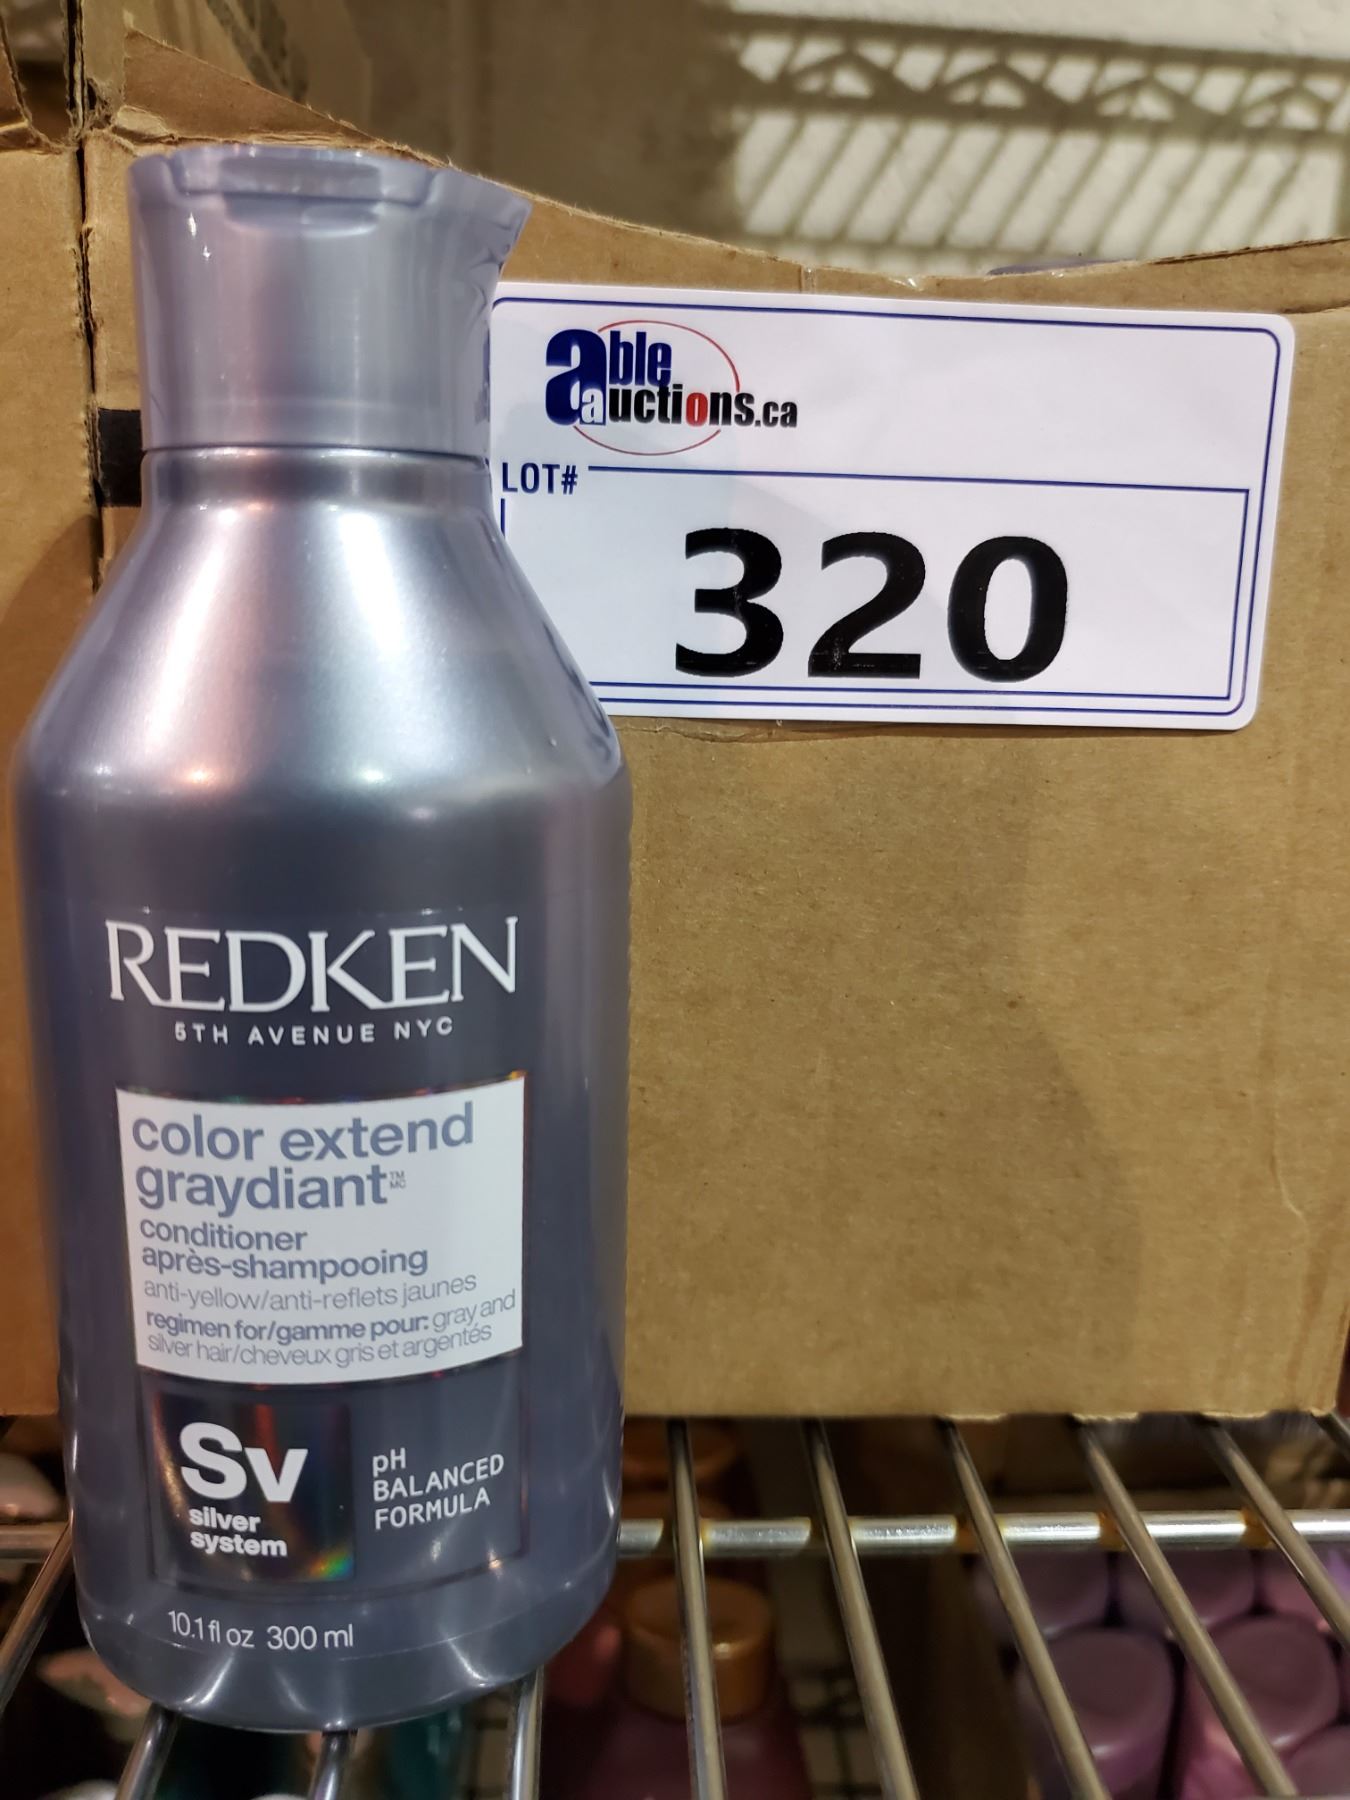 able
auctions.ca
LOT#
320
REDKEN
5TH AVENUE NYC
color extend
graydiant™ MC
conditioner
après-shampooing
anti-yellow/anti-reflets jaunes
regimen for/gamme pour: gray and
silver hair/cheveux gris et argentés
Sv
silver
system
pH
BALANCED
FORMULA
10.1 fl oz 300 ml